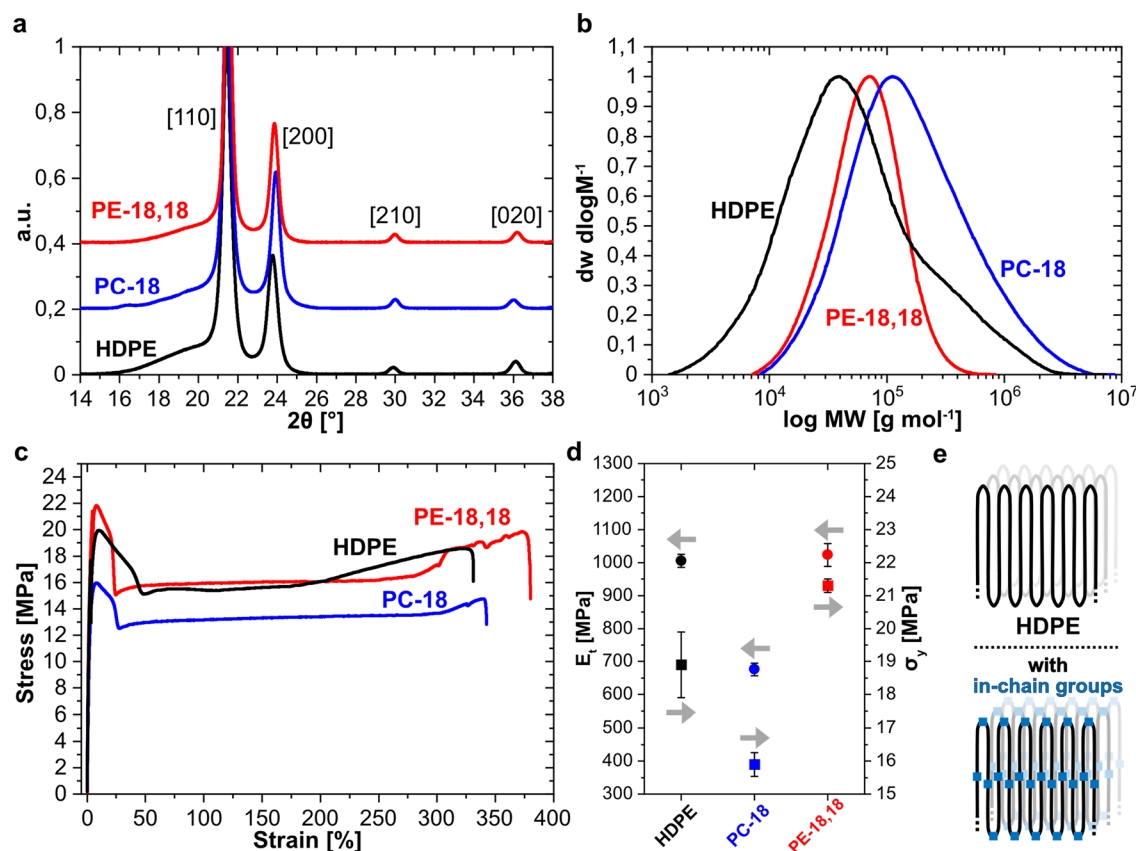 a
1
0,8
0,6
0,4
0,2
0
a.u.
[110]
[200]
[210]
[020]
PE-18,18
PC-18
HDPE
14 16 18 20 22 24 26 28 30 32 34 36 38
2θ [°]
b
1,1
1
0,9
0,8
0,7
0,6
0,5
0,4
0,3
0,2
0,1
0
dw dlogM⁻¹
HDPE
PC-18
PE-18,18
10³ 10⁴ 10⁵ 10⁶ 10⁷
log MW [g mol⁻¹]
c
24
22
20
18
16
14
12
10
8
6
4
2
0
Stress [MPa]
PE-18,18
HDPE
PC-18
0 50 100 150 200 250 300 350 400
Strain [%]
d
1300
1200
1100
1000
900
800
700
600
500
400
300
Eₜ [MPa]
25
24
23
22
21
20
19
18
17
16
15
σ_y [MPa]
HDPE
PC-18
PE-18,18
e
HDPE
with
in-chain groups